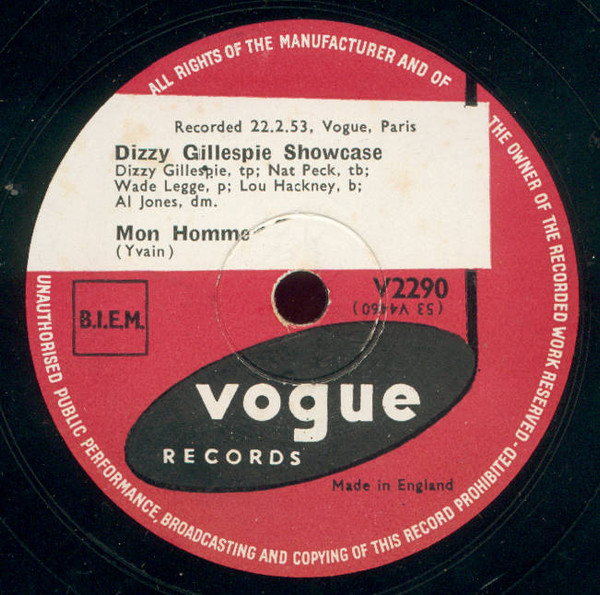 ALL RIGHTS OF THE MANUFACTURER AND OF THE OWNER OF THE RECORDED WORK RESERVED - UNAUTHORISED PUBLIC PERFORMANCE, BROADCASTING AND COPYING OF THIS RECORD PROHIBITED -
Recorded 22.2.53, Vogue, Paris
Dizzy Gillespie Showcase
Dizzy Gillespie, tp; Nat Peck, tb;
Wade Legge, p; Lou Hackney, b;
Al Jones, dm.
Mon Homme
(Yvain)
B.I.E.M.
V2290
(53 V4460)
vogue
RECORDS
Made in England